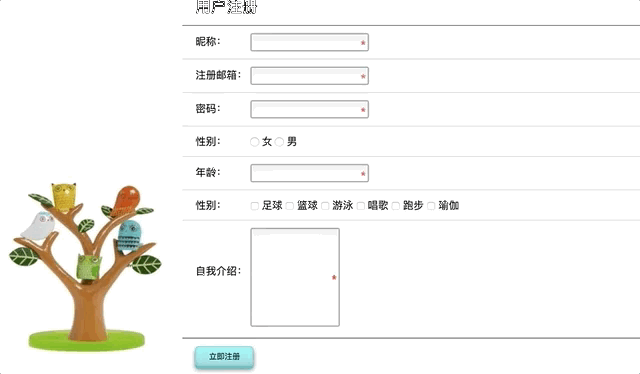 用户注册
昵称： *
注册邮箱： *
密码： *
性别： 女 男
年龄： *
性别： 足球 篮球 游泳 唱歌 跑步 瑜伽
自我介绍： *
立即注册